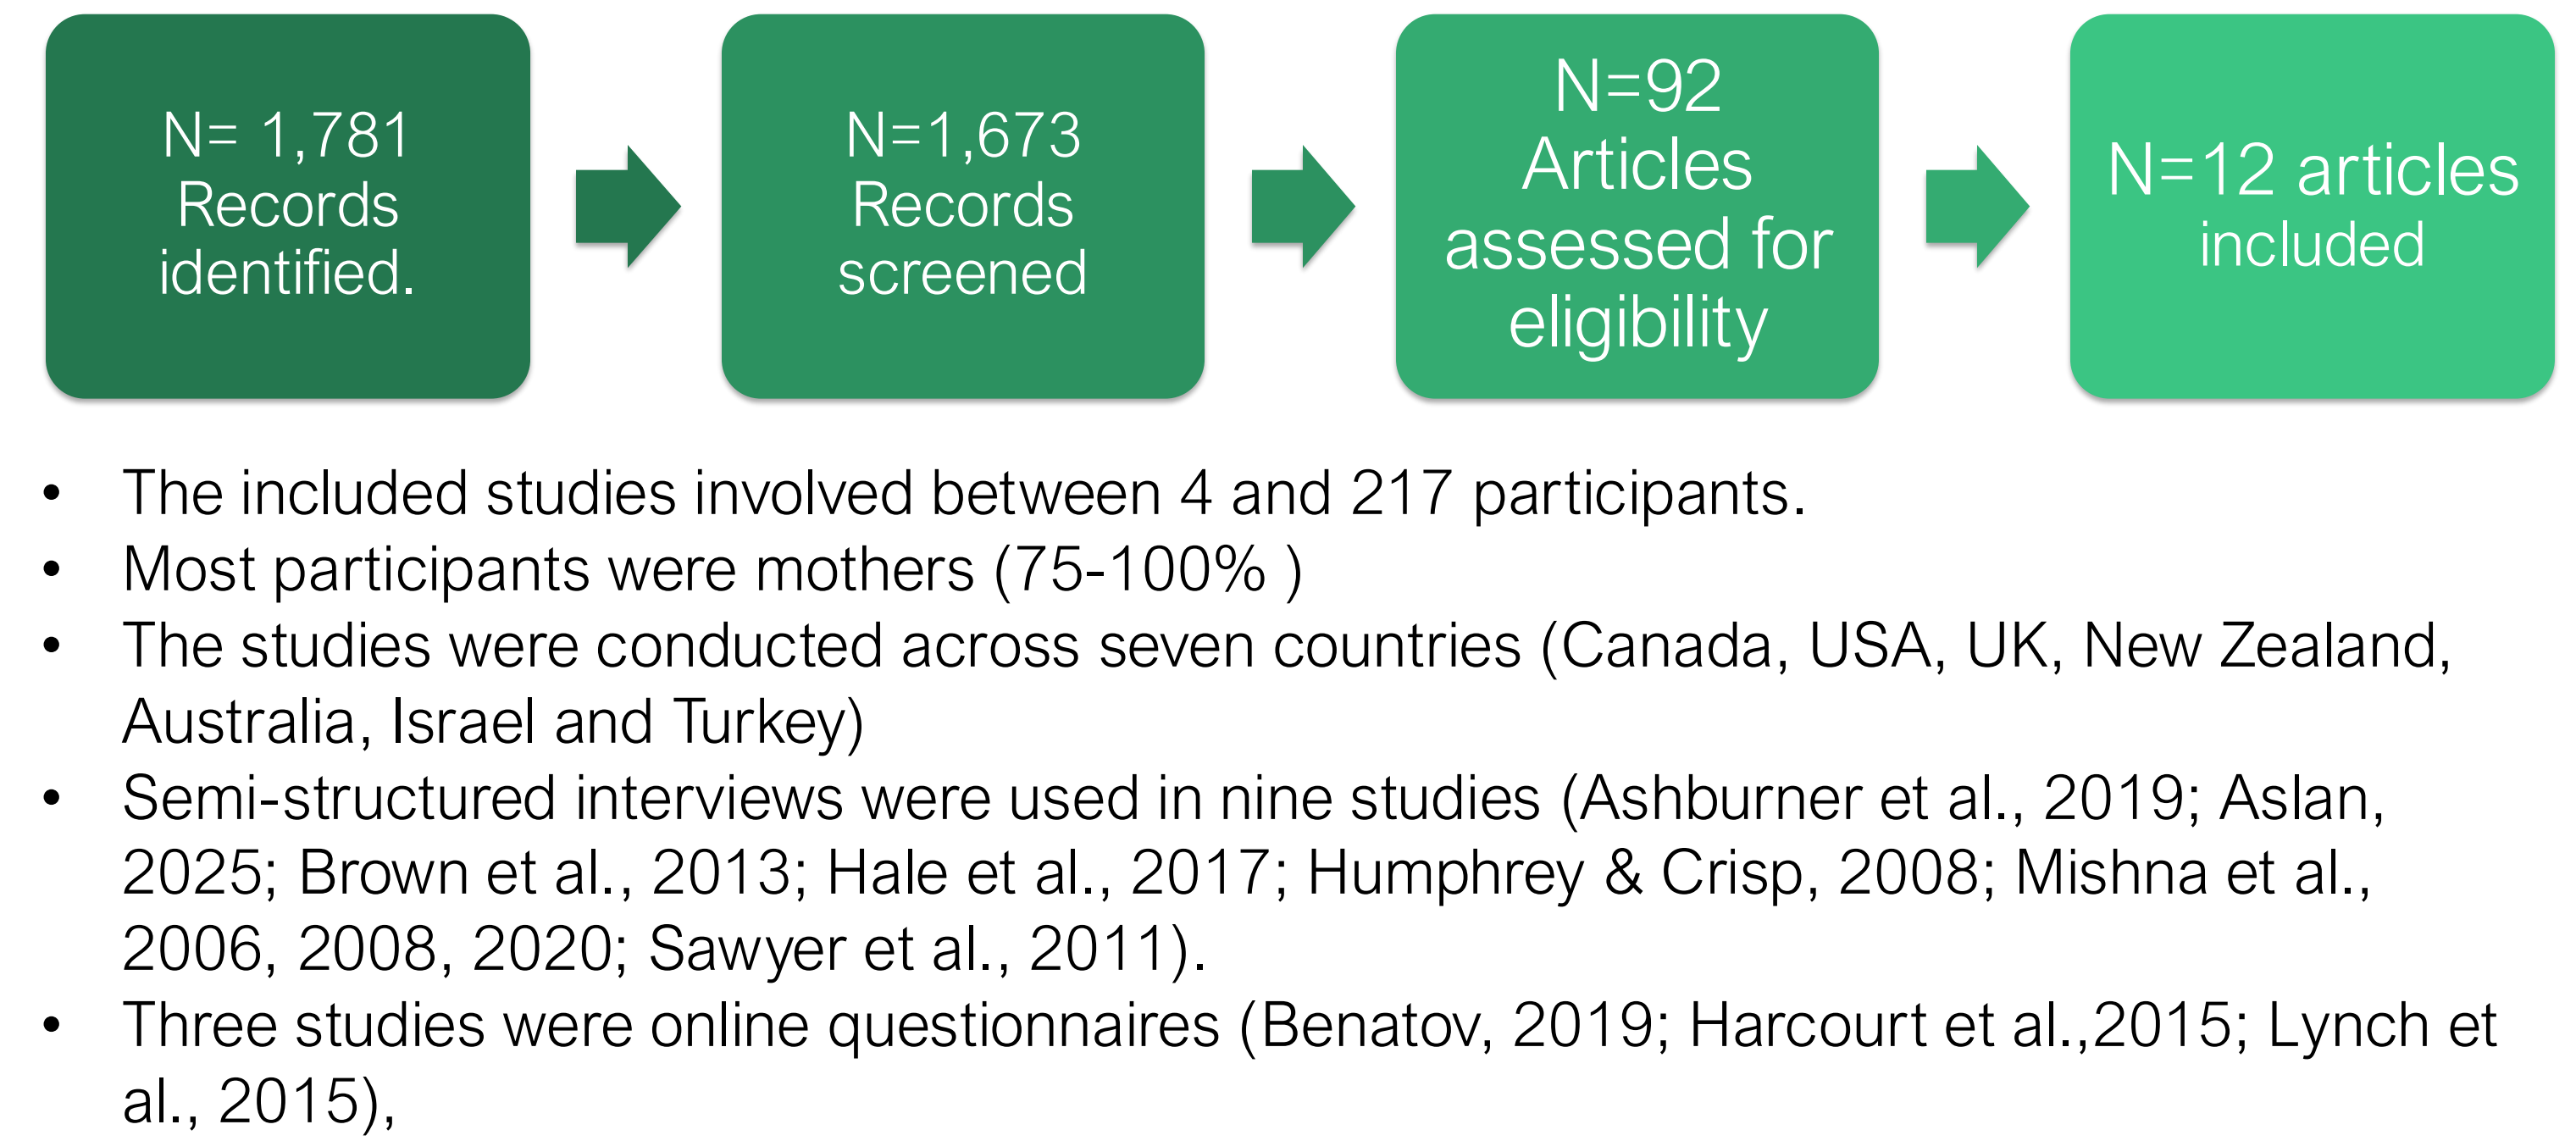 N= 1,781
Records
identified.
N=1,673
Records
screened
N=92
Articles
assessed for
eligibility
N=12 articles
included
• The included studies involved between 4 and 217 participants.
• Most participants were mothers (75-100% )
• The studies were conducted across seven countries (Canada, USA, UK, New Zealand,
Australia, Israel and Turkey)
• Semi-structured interviews were used in nine studies (Ashburner et al., 2019; Aslan,
2025; Brown et al., 2013; Hale et al., 2017; Humphrey & Crisp, 2008; Mishna et al.,
2006, 2008, 2020; Sawyer et al., 2011).
• Three studies were online questionnaires (Benatov, 2019; Harcourt et al.,2015; Lynch et
al., 2015),